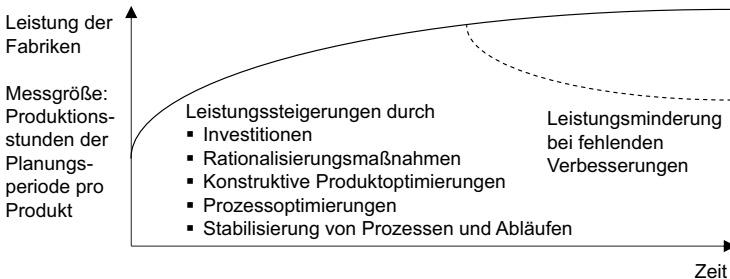 Leistung der
Fabriken
Messgröße:
Produktions-
stunden der
Planungs-
periode pro
Produkt
Leistungssteigerungen durch
▪ Investitionen
▪ Rationalisierungsmaßnahmen
▪ Konstruktive Produktoptimierungen
▪ Prozessoptimierungen
▪ Stabilisierung von Prozessen und Abläufen
Leistungsminderung
bei fehlenden
Verbesserungen
Zeit